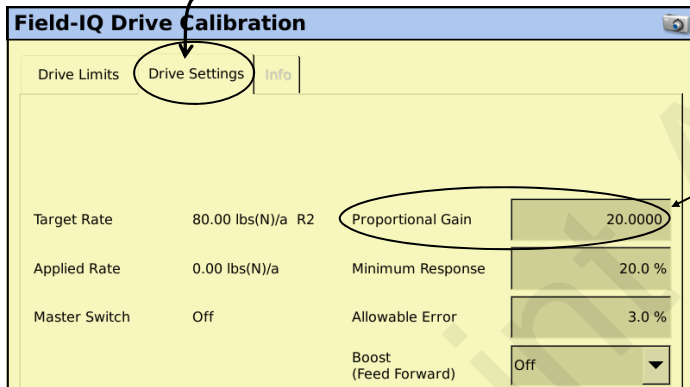 Field-IQ Drive Calibration
Drive Limits Drive Settings Info
Target Rate 80.00 lbs(N)/a R2 Proportional Gain 20.0000
Applied Rate 0.00 lbs(N)/a Minimum Response 20.0 %
Master Switch Off Allowable Error 3.0 %
Boost
(Feed Forward) Off